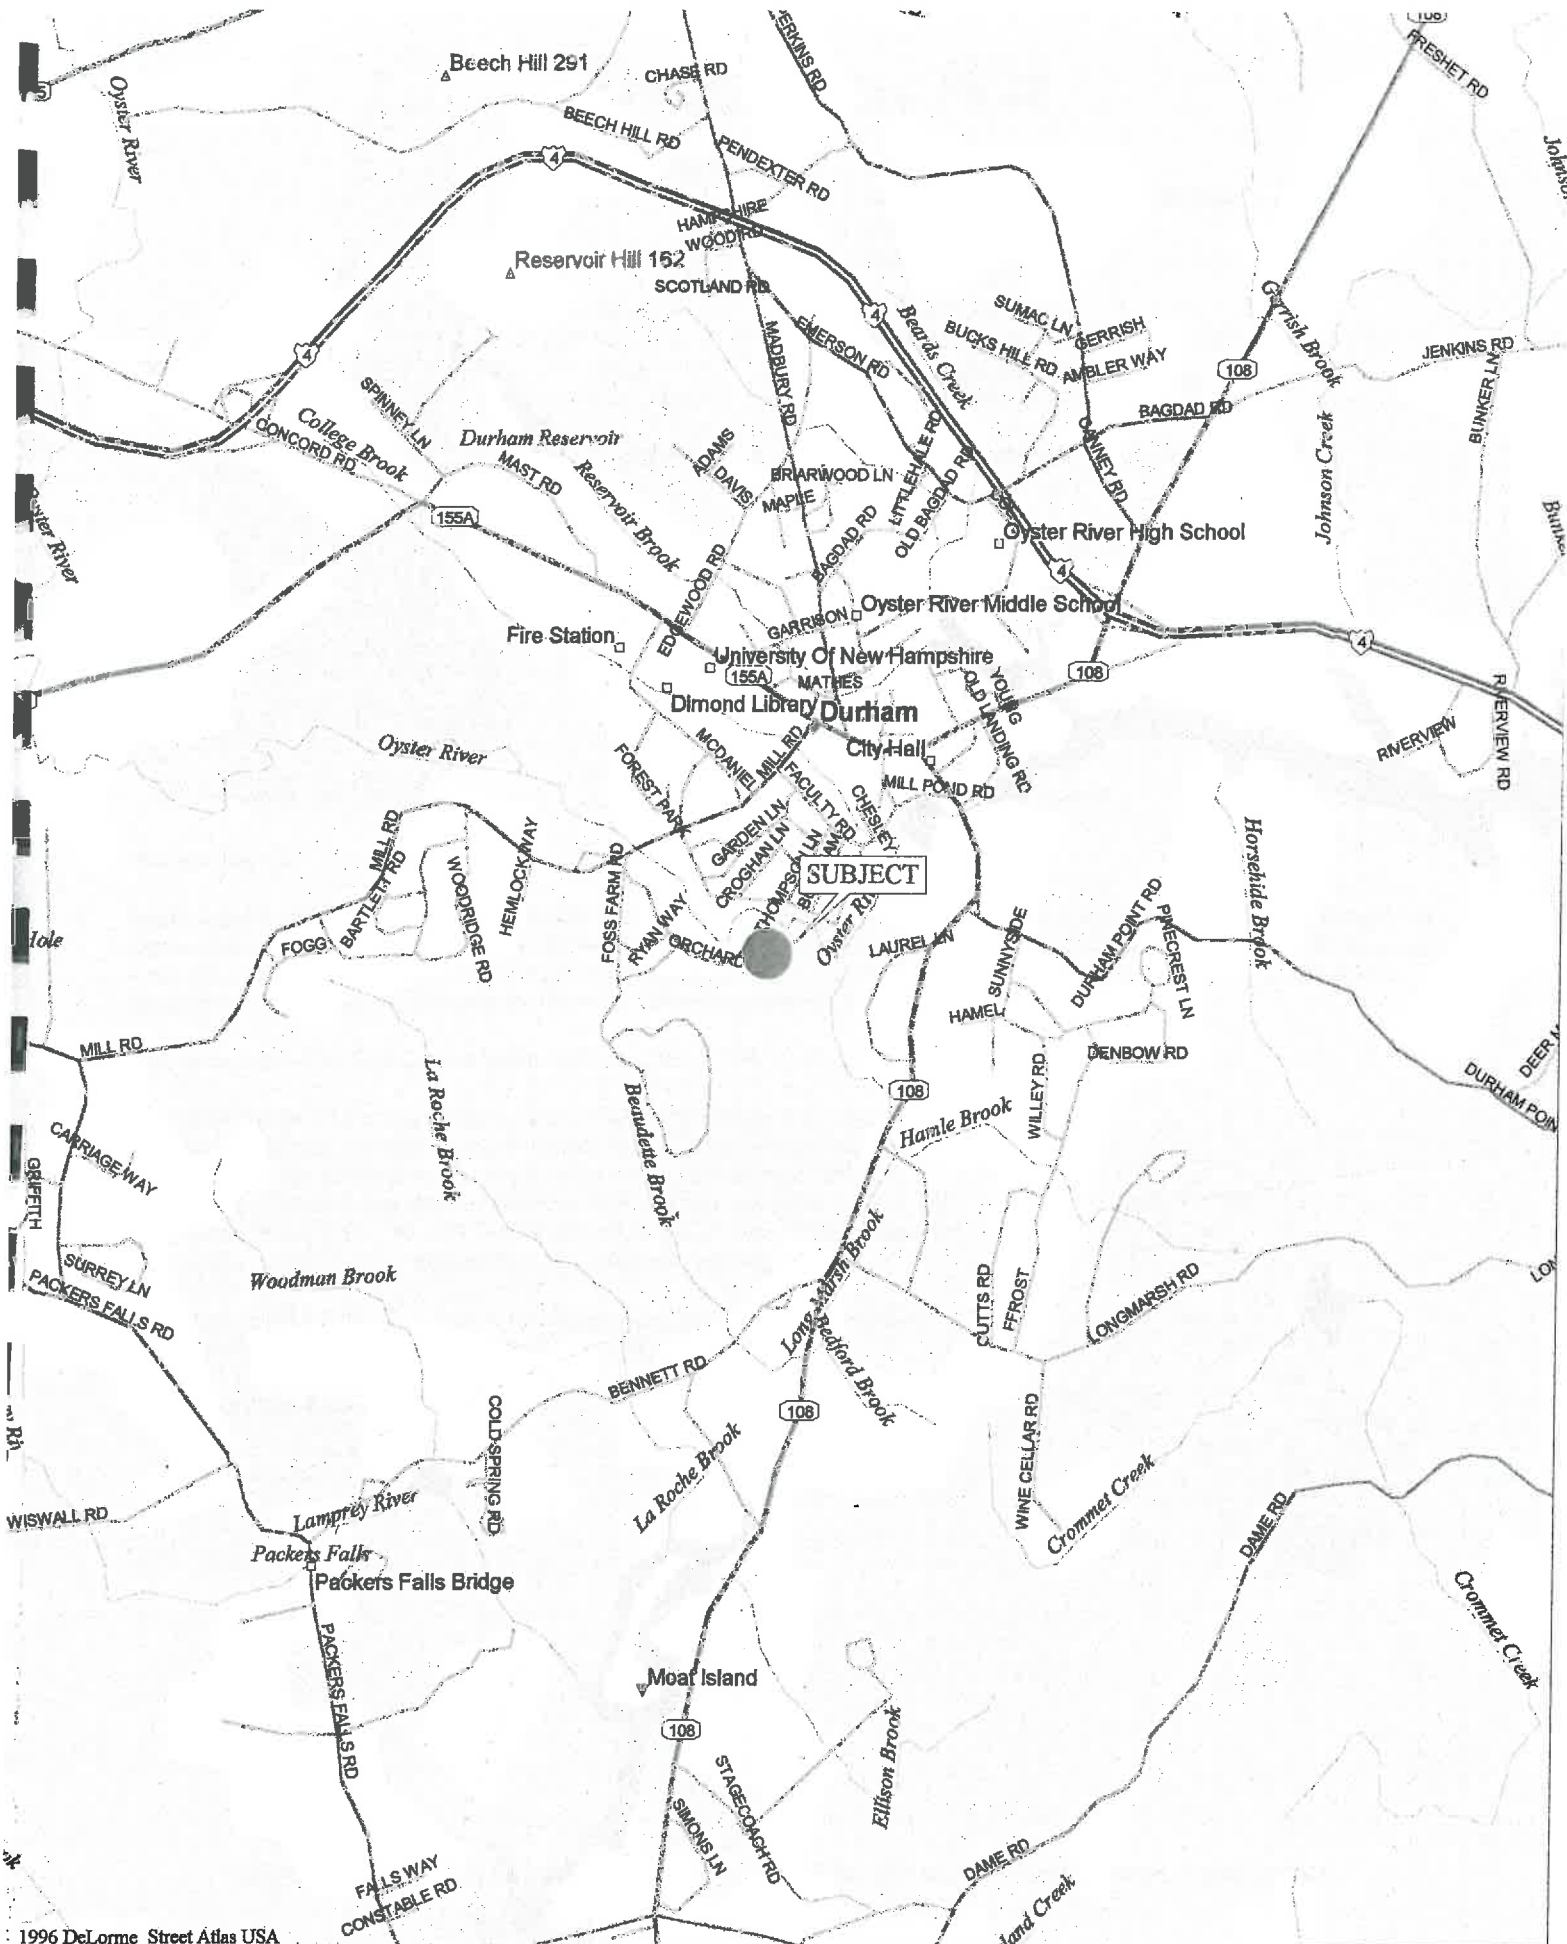 108
PERKINS RD
FRESHET RD
Beech Hill 291
CHASE RD
Oyster River
BEECH HILL RD
PENDEXTER RD
4
HAMPSHIRE
WOOD RD
Reservoir Hill 162
SCOTLAND RD
Gerrish Brook
4
Beards Creek
SUMAC LN
GERRISH
BUCKS HILL RD
AMBLER WAY
EMERSON RD
MADBURY RD
4
108
JENKINS RD
BUNKER LN
SPINNEY LN
BAGDAD RD
College Brook
CONCORD RD
Durham Reservoir
MAST RD
Reservoir Brook
ADAMS
DAVIS
BRIARWOOD LN
MAPLE
LITTLEHALE RD
OLD BAGDAD RD
CANNEY RD
Johnson Creek
155A
BAGDAD RD
Oyster River High School
4
EDGEWOOD RD
GARRISON
Oyster River Middle School
Fire Station
University Of New Hampshire
155A
MATHES
108
4
Dimond Library
Durham
YOUNG
OLD LANDING RD
RIVERVIEW
RIVERVIEW RD
Oyster River
City Hall
MCDANIEL
MILL RD
FOREST PARK
FACULTY RD
MILL POND RD
CHESLEY
GARDEN LN
CROGHAN LN
THOMPSON LN
MILL RD
BARTLETT RD
WOODRIDGE RD
HEMLOCK WAY
FOSS FARM RD
SUBJECT
Horsehide Brook
FOGG
RYAN WAY
ORCHARD
LAUREL LN
SUNNYSIDE
DURHAM POINT RD
PINECREST LN
HAMEL
MILL RD
DENBOW RD
WILLEY RD
La Roche Brook
Beaudette Brook
108
Hamle Brook
CARRIAGE WAY
GRIFFITH
SURREY LN
PACKERS FALLS RD
Woodman Brook
Long Marsh Brook
CUTTS RD
FFROST
LONGMARSH RD
Bedford Brook
BENNETT RD
108
COLD SPRING RD
La Roche Brook
WINE CELLAR RD
Crommet Creek
WISWALL RD
Lamprey River
DAME RD
Packers Falls
Packers Falls Bridge
Crommet Creek
PACKERS FALLS RD
Moat Island
108
Ellison Brook
STAGECOACH RD
SIMONS LN
FALLS WAY
CONSTABLE RD
DAME RD
1996 DeLorme Street Atlas USA